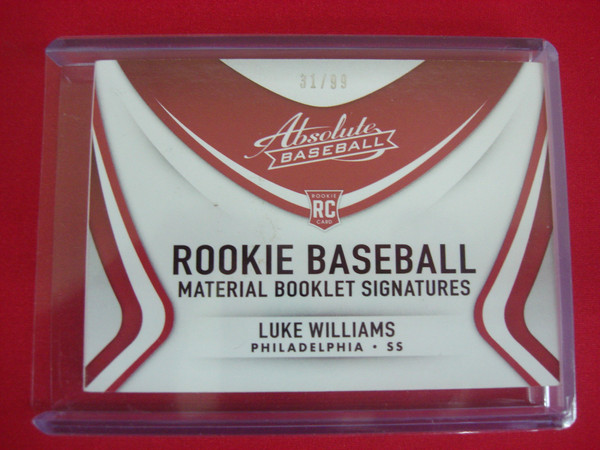 31/99
Absolute
BASEBALL
ROOKIE
RC
CARD
ROOKIE BASEBALL
MATERIAL BOOKLET SIGNATURES
LUKE WILLIAMS
PHILADELPHIA • SS